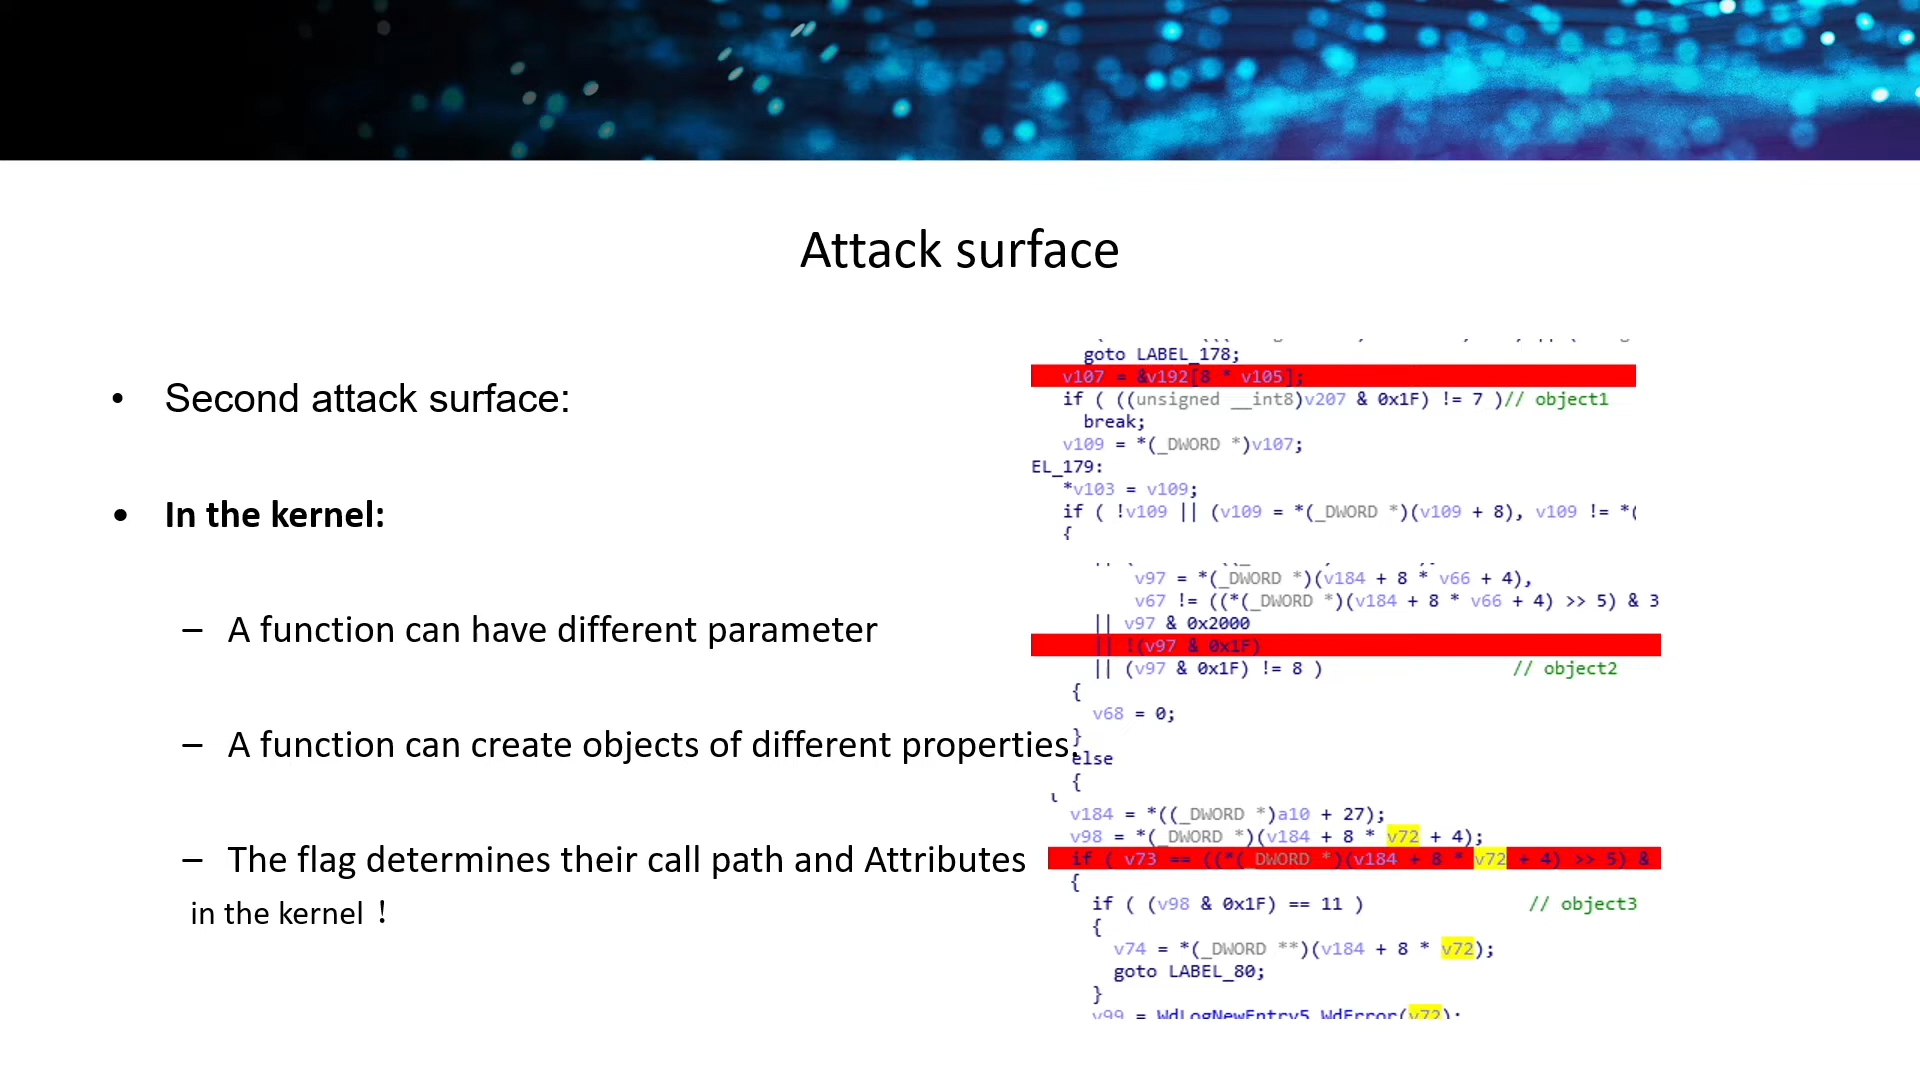 Attack surface
• Second attack surface:
• In the kernel:
– A function can have different parameter
– A function can create objects of different properties.
– The flag determines their call path and Attributes
in the kernel！
goto LABEL_178;
v107 = &v192[8 * v105];
if ( ((unsigned __int8)v207 & 0x1F) != 7 )// object1
break;
v109 = *(_DWORD *)v107;
EL_179:
*v103 = v109;
if ( !v109 || (v109 = *(_DWORD *)(v109 + 8), v109 != *(
{
v97 = *(_DWORD *)(v184 + 8 * v66 + 4),
v67 != ((*(_DWORD *)(v184 + 8 * v66 + 4) >> 5) & 3
|| v97 & 0x2000
|| !(v97 & 0x1F)
|| (v97 & 0x1F) != 8 ) // object2
{
v68 = 0;
}
else
{
v184 = *((_DWORD *)a10 + 27);
v98 = *(_DWORD *)(v184 + 8 * v72 + 4);
if ( v73 == ((*(_DWORD *)(v184 + 8 * v72 + 4) >> 5) &
{
if ( (v98 & 0x1F) == 11 ) // object3
{
v74 = *(_DWORD **)(v184 + 8 * v72);
goto LABEL_80;
}
v99 = WdLogNewEntry5_WdError(v72);